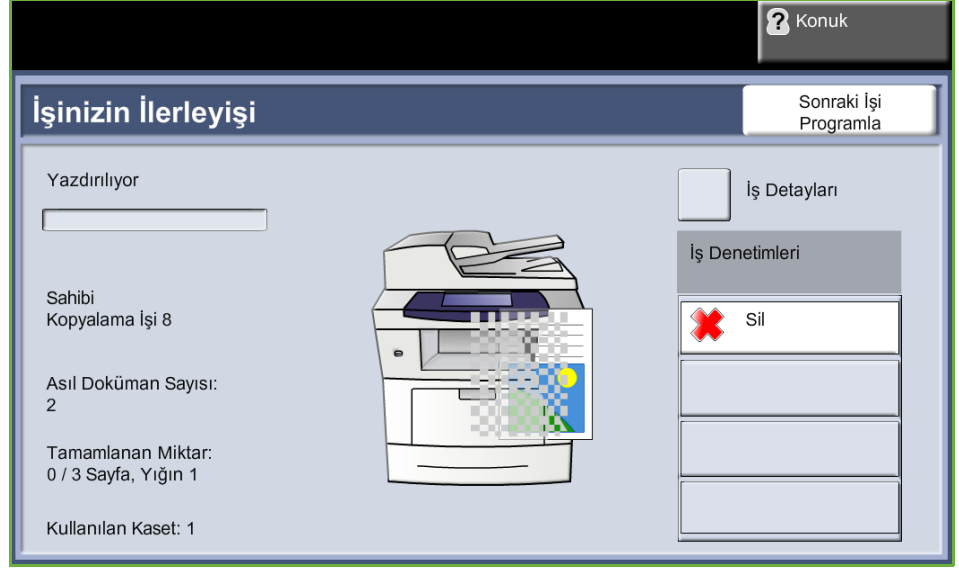 ? Konuk
İşinizin İlerleyişi
Sonraki İşi
Programla
Yazdırılıyor
İş Detayları
İş Denetimleri
Sahibi
Kopyalama İşi 8
Sil
Asıl Doküman Sayısı:
2
Tamamlanan Miktar:
0 / 3 Sayfa, Yığın 1
Kullanılan Kaset: 1